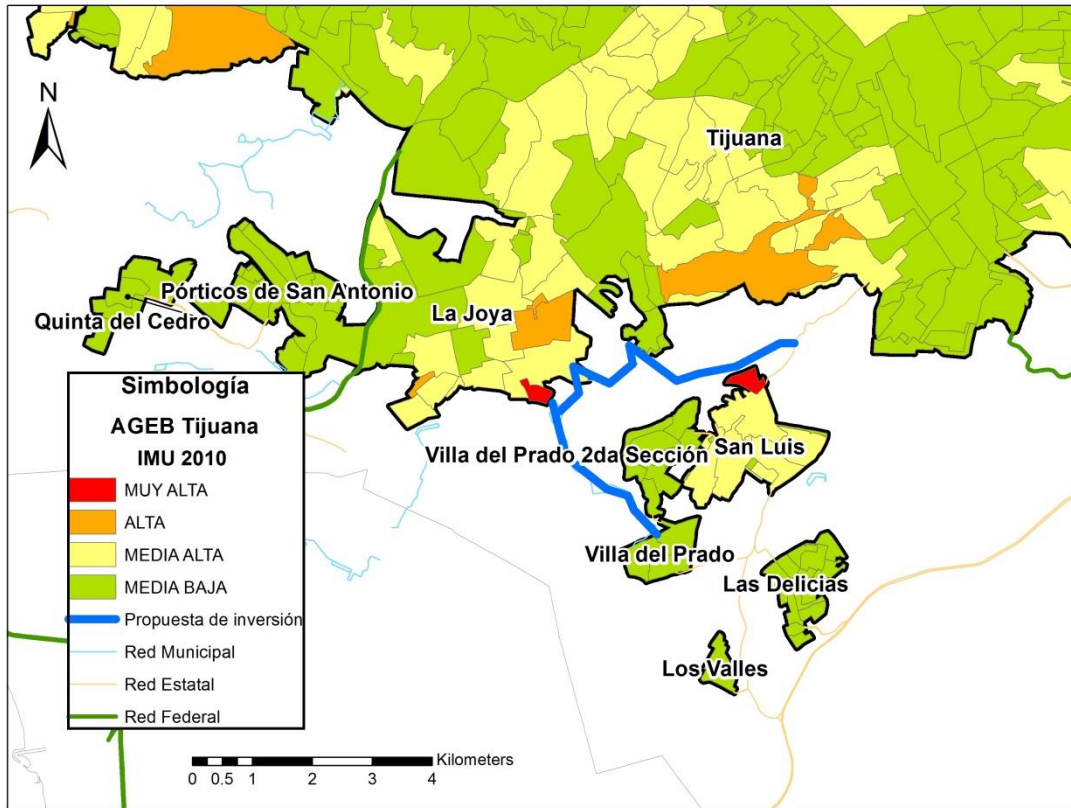 N
Tijuana
Pórticos de San Antonio
Quinta del Cedro
La Joya
Villa del Prado 2da Sección
San Luis
Villa del Prado
Las Delicias
Los Valles
Simbología
AGEB Tijuana
IMU 2010
MUY ALTA
ALTA
MEDIA ALTA
MEDIA BAJA
Propuesta de inversión
Red Municipal
Red Estatal
Red Federal
Kilometers
0 0.5 1 2 3 4